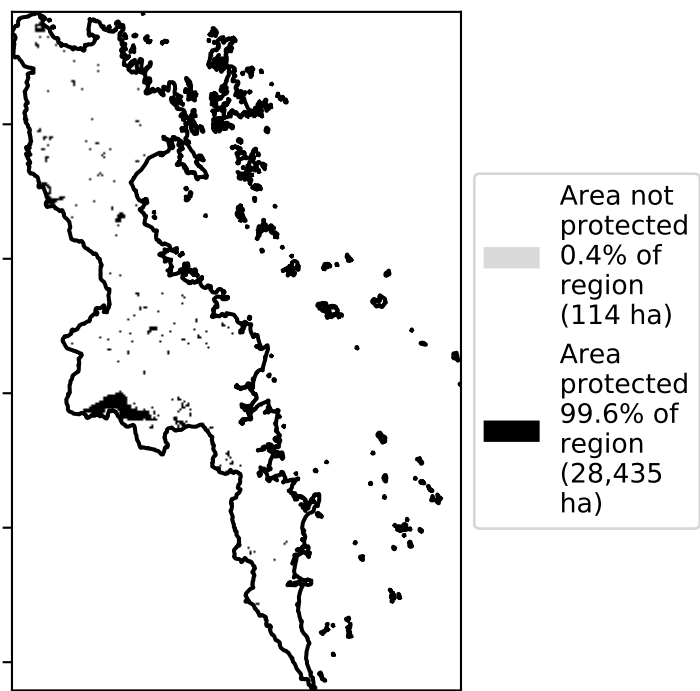 Area not
protected
0.4% of
region
(114 ha)
Area
protected
99.6% of
region
(28,435
ha)